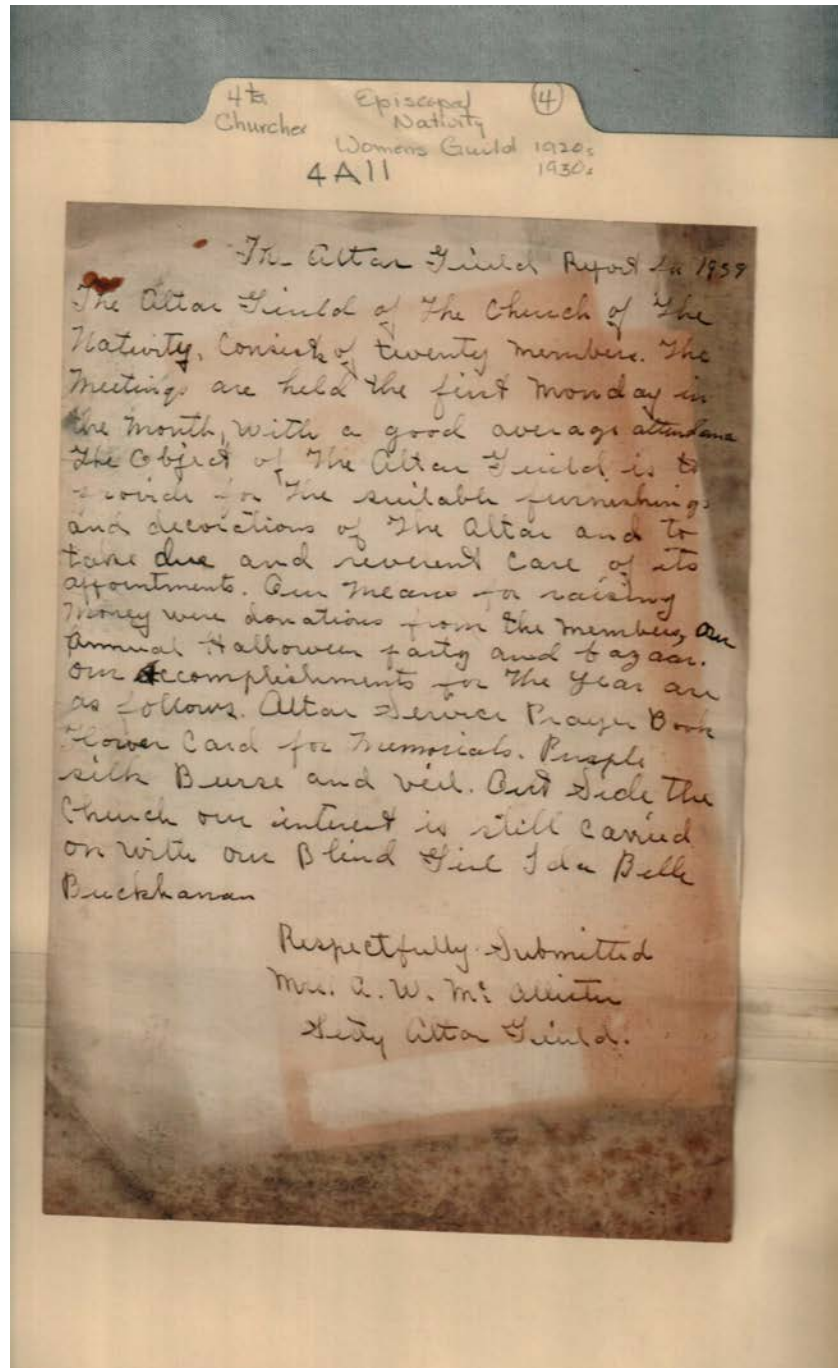 4th Episcopal ④
Churches Nativity
Womens Guild 1920s
4A11 1930s
The Altar Guild Report for 1939
The Altar Guild of The Church of The
Nativity, Consists of twenty members. The
Meetings are held the first Monday in
the Month, with a good average attendance
The Object of The Altar Guild is to
provide for The suitable furnishings
and decorations of The Altar and to
take due and reverent care of its
appointments. Our Means for raising
Money were donations from the members, an
Annual Halloween party and bazaar.
Our Accomplishments for The Year are
as follows. Altar Service Prayer Book
Flower Card for Memorials. Purple
silk Burse and veil. Out Side the
Church our interest is still carried
on with our Blind Girl Ida Belle
Buckhanan
Respectfully Submitted
Mrs. A. W. Mc Allister
Setty Altar Guild.